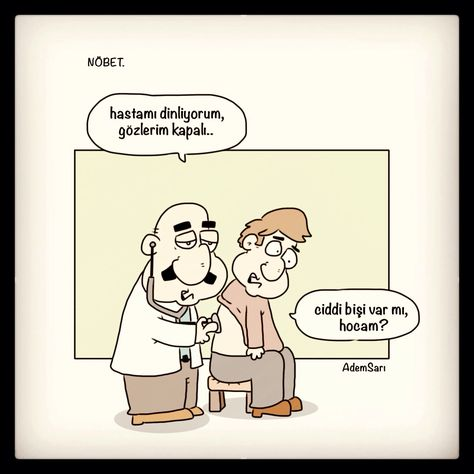 NÖBET.
hastamı dinliyorum,
gözlerim kapalı..
ciddi bişi var mı,
hocam?
AdemSarı